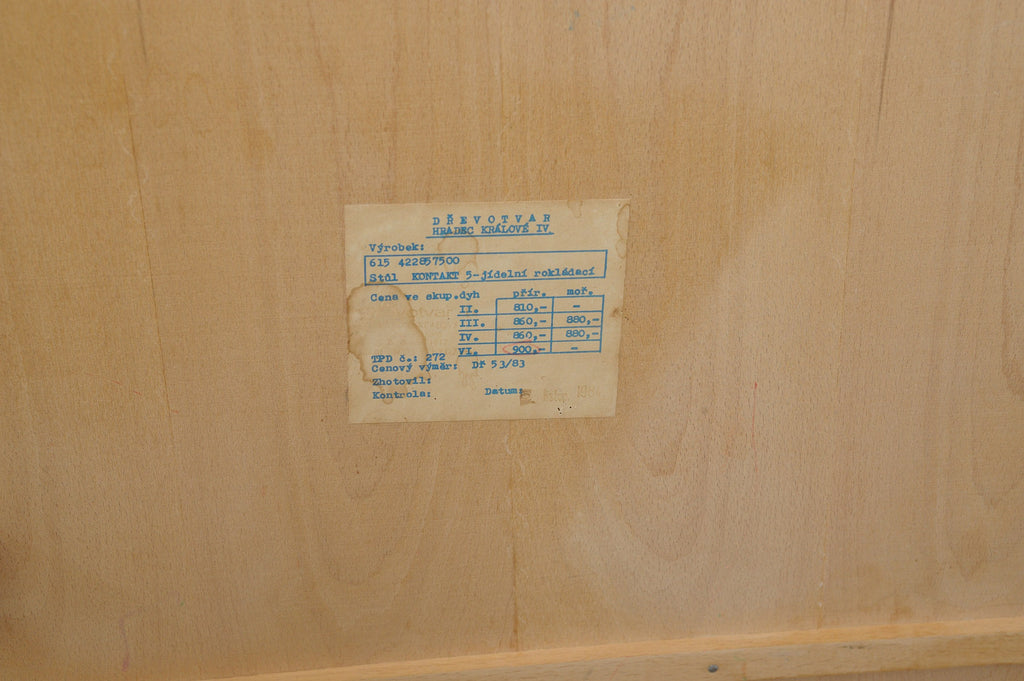 DŘEVOTVAR
HRADEC KRÁLOVÉ IV.
Výrobek:
615 422857500
Stůl KONTAKT 5-jídelní rokládací
Cena ve skup.dyh přír. moř.
II. 810,- -
III. 860,- 880,-
IV. 860,- 880,-
VI. 900,- -
TPD č.: 272
Cenový výměr: Dř 53/83
Zhotovil:
Kontrola: Datum: